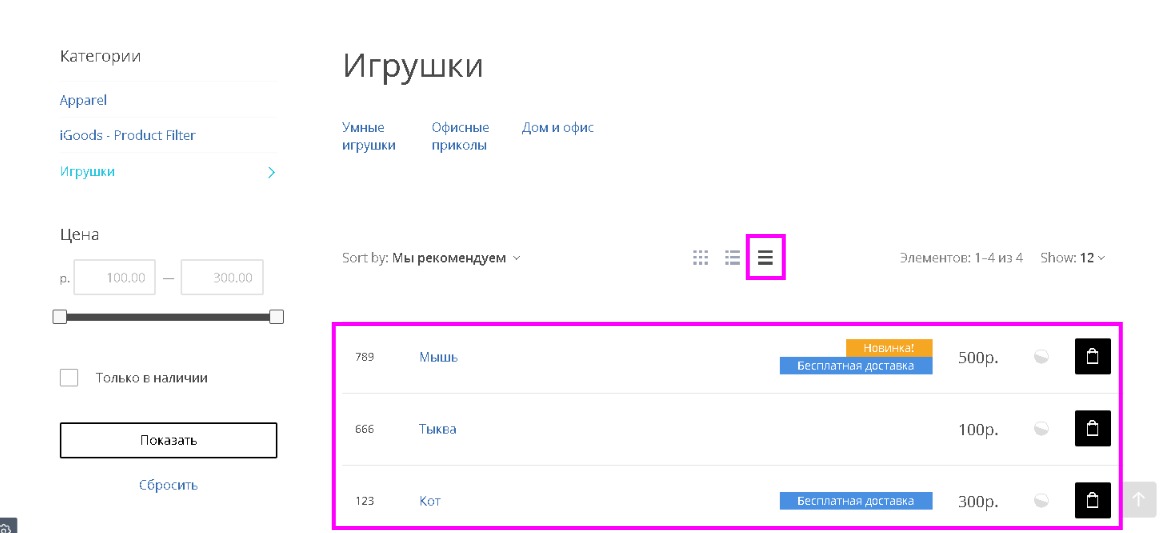 Категории
Apparel
iGoods - Product Filter
Игрушки
Цена
р. 100.00 — 300.00
Только в наличии
Показать
Сбросить
Игрушки
Умные игрушки
Офисные приколы
Дом и офис
Sort by: Мы рекомендуем
Элементов: 1-4 из 4 Show: 12
789 Мышь Новинка! Бесплатная доставка 500р.
666 Тыква 100р.
123 Кот Бесплатная доставка 300р.